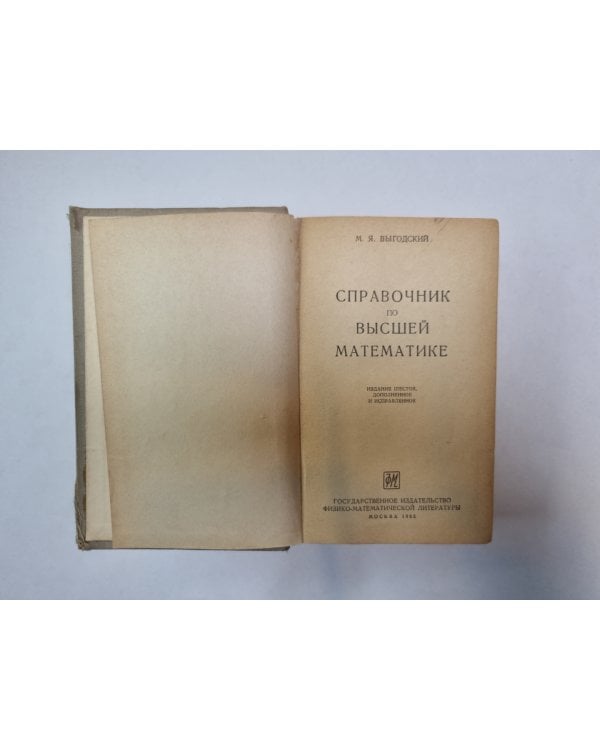 М. Я. ВЫГОДСКИЙ
СПРАВОЧНИК
ПО
ВЫСШЕЙ
МАТЕМАТИКЕ
ИЗДАНИЕ ШЕСТОЕ,
ДОПОЛНЕННОЕ
И ИСПРАВЛЕННОЕ
ФМ
ГОСУДАРСТВЕННОЕ ИЗДАТЕЛЬСТВО
ФИЗИКО-МАТЕМАТИЧЕСКОЙ ЛИТЕРАТУРЫ
МОСКВА